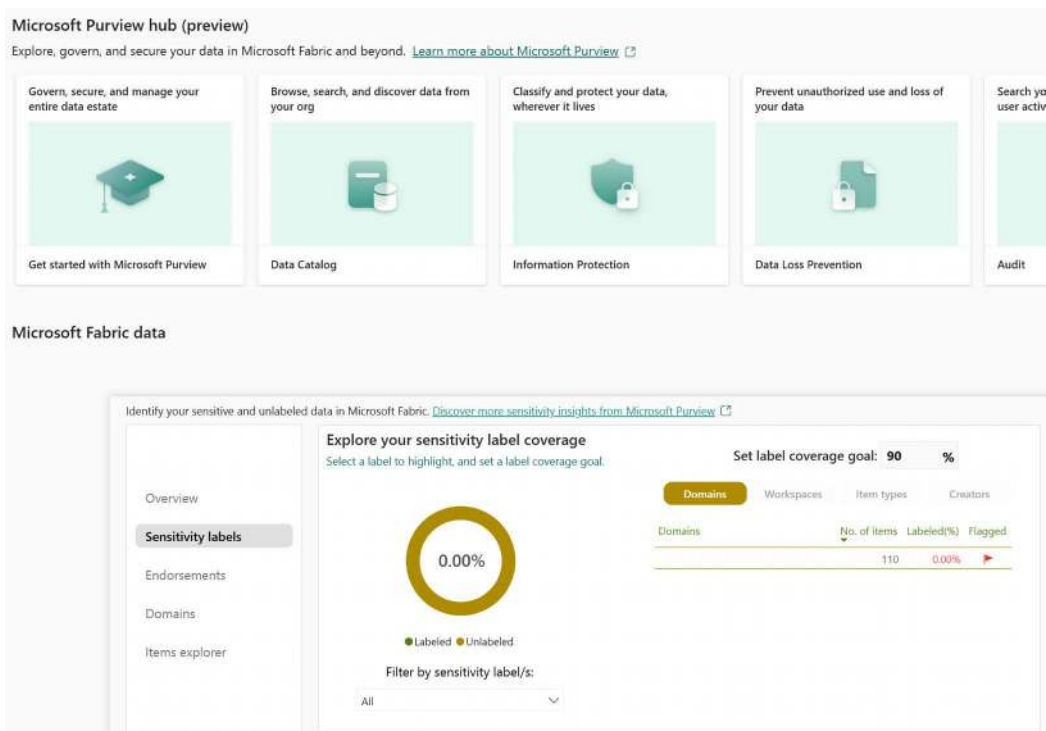 Microsoft Purview hub (preview)
Explore, govern, and secure your data in Microsoft Fabric and beyond. Learn more about Microsoft Purview
Govern, secure, and manage your
entire data estate
Get started with Microsoft Purview
Browse, search, and discover data from
your org
Data Catalog
Classify and protect your data,
wherever it lives
Information Protection
Prevent unauthorized use and loss of
your data
Data Loss Prevention
Search yo
user activ
Audit
Microsoft Fabric data
Identify your sensitive and unlabeled data in Microsoft Fabric. Discover more sensitivity insights from Microsoft Purview
Overview
Sensitivity labels
Endorsements
Domains
Items explorer
Explore your sensitivity label coverage
Select a label to highlight, and set a label coverage goal.
0.00%
Labeled Unlabeled
Filter by sensitivity label/s:
All
Set label coverage goal: 90 %
Domains Workspaces Item types Creators
Domains No. of items Labeled(%) Flagged
110 0.00%